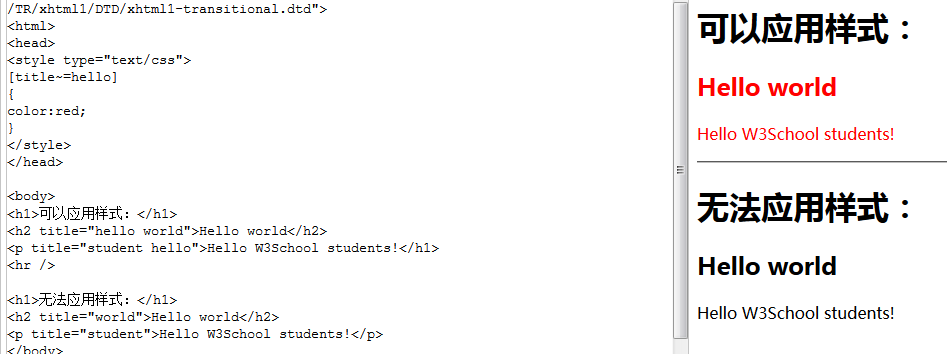 /TR/xhtml1/DTD/xhtml1-transitional.dtd">
<html>
<head>
<style type="text/css">
[title~=hello]
{
color:red;
}
</style>
</head>
<body>
<h1>可以应用样式：</h1>
<h2 title="hello world">Hello world</h2>
<p title="student hello">Hello W3School students!</h1>
<hr />
<h1>无法应用样式：</h1>
<h2 title="world">Hello world</h2>
<p title="student">Hello W3School students!</p>
</body>
可以应用样式：
Hello world
Hello W3School students!
无法应用样式：
Hello world
Hello W3School students!